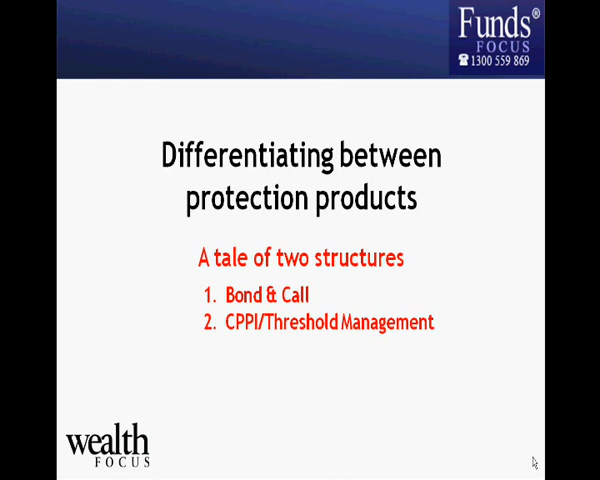 Funds®
FOCUS
☎ 1300 559 869
Differentiating between
protection products
A tale of two structures
1. Bond & Call
2. CPPI/Threshold Management
wealth
FOCUS